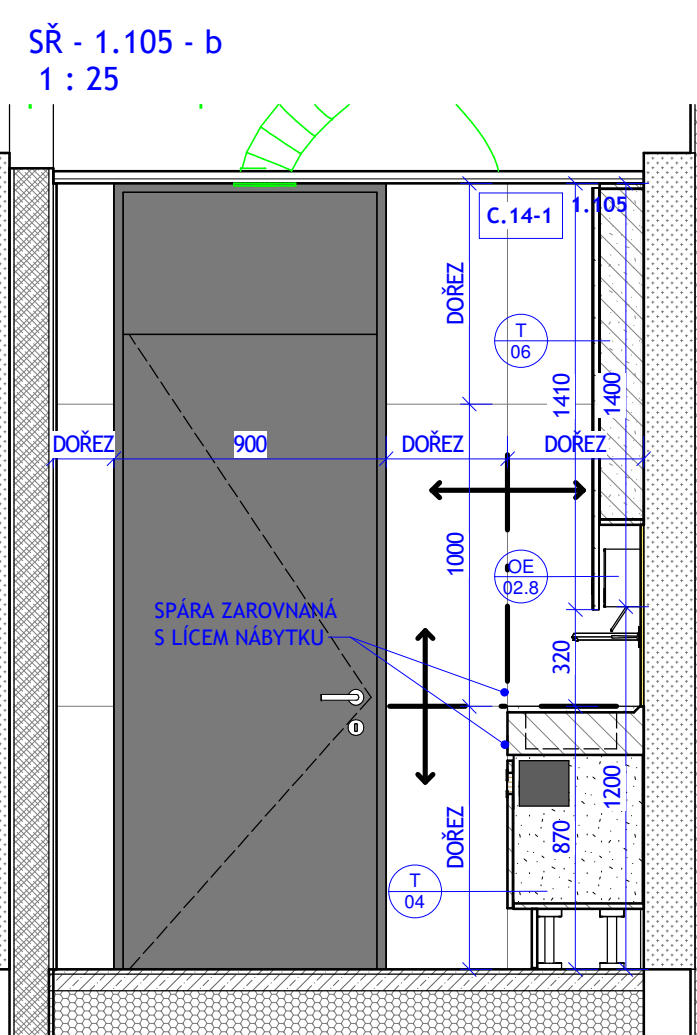 SŘ - 1.105 - b
1 : 25
C.14-1
1.105
DOŘEZ
T
06
1410
1400
DOŘEZ
900
DOŘEZ
DOŘEZ
1000
OE
02.8
SPÁRA ZAROVNANÁ
S LÍCEM NÁBYTKU
320
DOŘEZ
870
1200
T
04